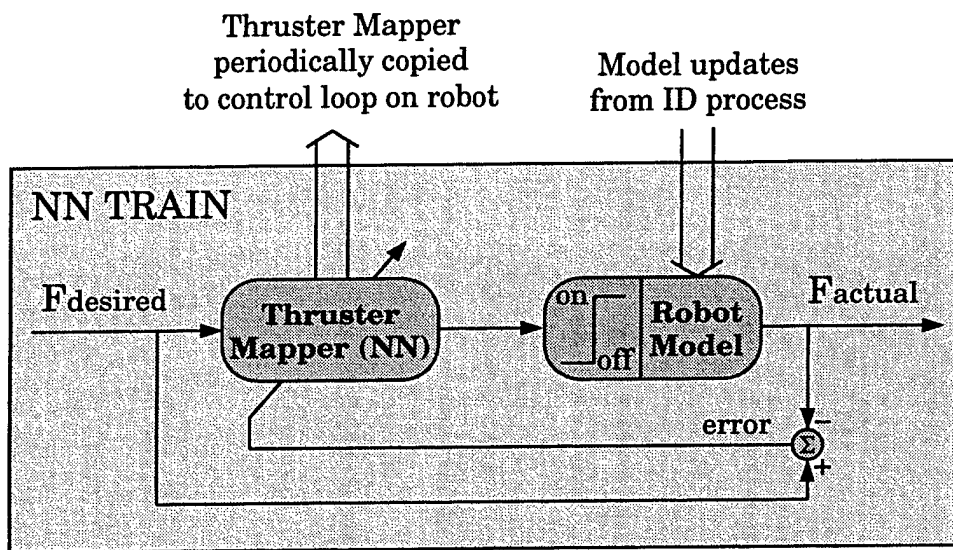 Thruster Mapper
periodically copied
to control loop on robot
Model updates
from ID process
NN TRAIN
Fdesired
Thruster
Mapper (NN)
on
off
Robot
Model
Factual
error
−
Σ
+